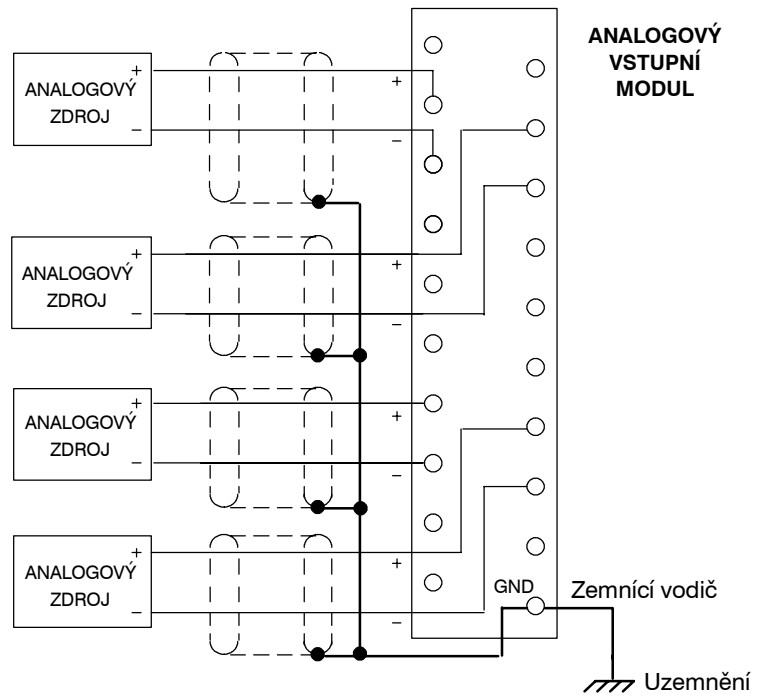 ANALOGOVÝ
VSTUPNÍ
MODUL
ANALOGOVÝ
ZDROJ
+
−
+
−
ANALOGOVÝ
ZDROJ
+
−
+
−
ANALOGOVÝ
ZDROJ
+
−
+
−
ANALOGOVÝ
ZDROJ
+
−
+
−
GND
Zemnící vodič
Uzemnění